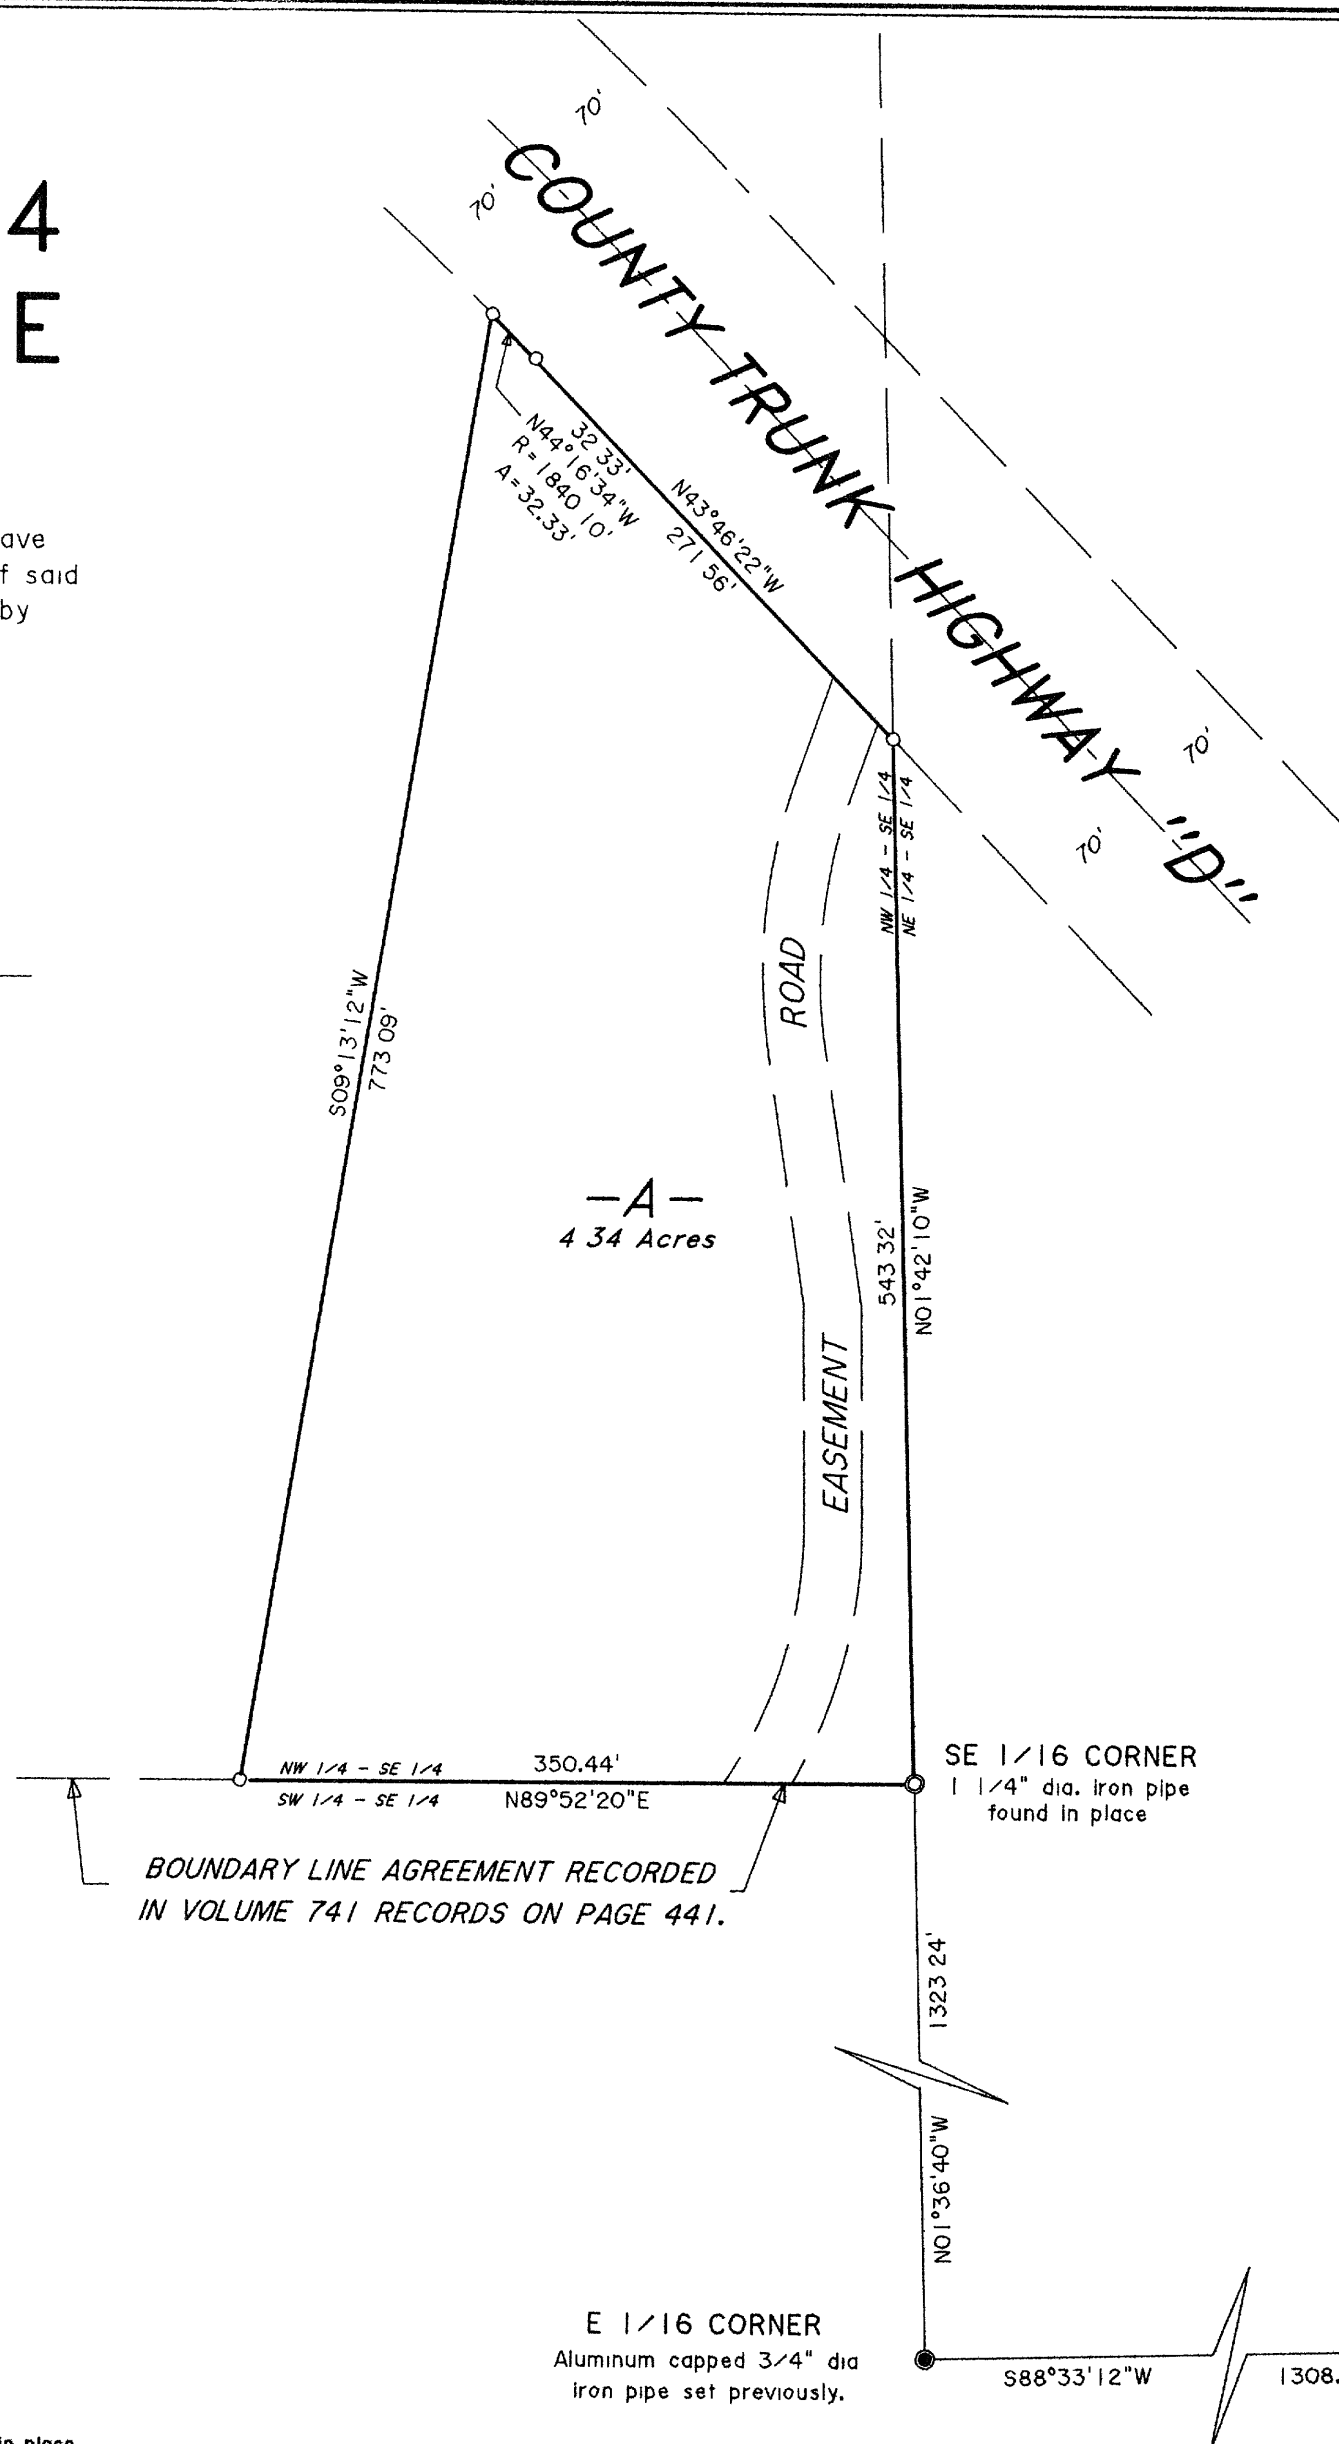 4
E
ave
f said
by
70'
70'
COUNTY TRUNK HIGHWAY "D"
70'
70'
32 33'
N44°16'34"W
R=1840 10'
A=32.33'
N43°46'22"W
271 56'
NW 1/4 - SE 1/4
NE 1/4 - SE 1/4
ROAD
S09°13'12"W
773 09'
-A-
4 34 Acres
543 32'
N01°42'10"W
EASEMENT
NW 1/4 - SE 1/4
350.44'
SW 1/4 - SE 1/4
N89°52'20"E
SE 1/16 CORNER
1 1/4" dia. iron pipe
found in place
BOUNDARY LINE AGREEMENT RECORDED
IN VOLUME 741 RECORDS ON PAGE 441.
1323 24'
N01°36'40"W
E 1/16 CORNER
Aluminum capped 3/4" dia
iron pipe set previously.
S88°33'12"W
1308.
in place